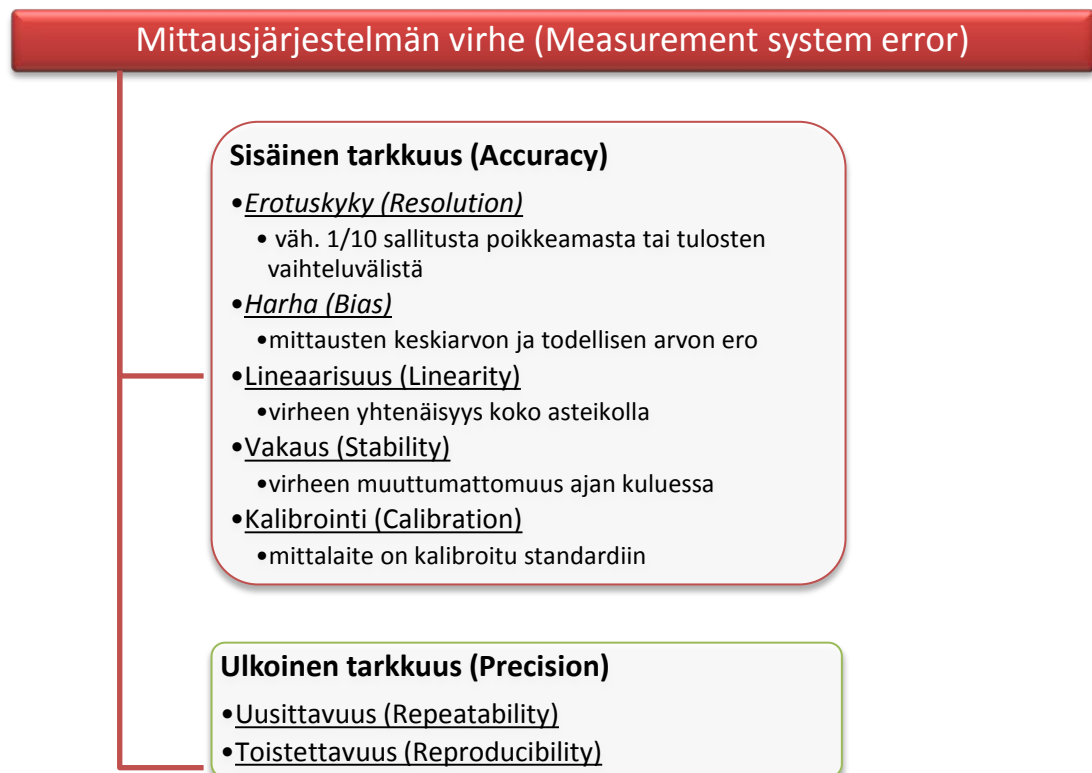 Mittausjärjestelmän virhe (Measurement system error)
Sisäinen tarkkuus (Accuracy)
•Erotuskyky (Resolution)
• väh. 1/10 sallitusta poikkeamasta tai tulosten
vaihteluvälistä
•Harha (Bias)
•mittausten keskiarvon ja todellisen arvon ero
•Lineaarisuus (Linearity)
•virheen yhtenäisyys koko asteikolla
•Vakaus (Stability)
•virheen muuttumattomuus ajan kuluessa
•Kalibrointi (Calibration)
•mittalaite on kalibroitu standardiin
Ulkoinen tarkkuus (Precision)
•Uusittavuus (Repeatability)
•Toistettavuus (Reproducibility)